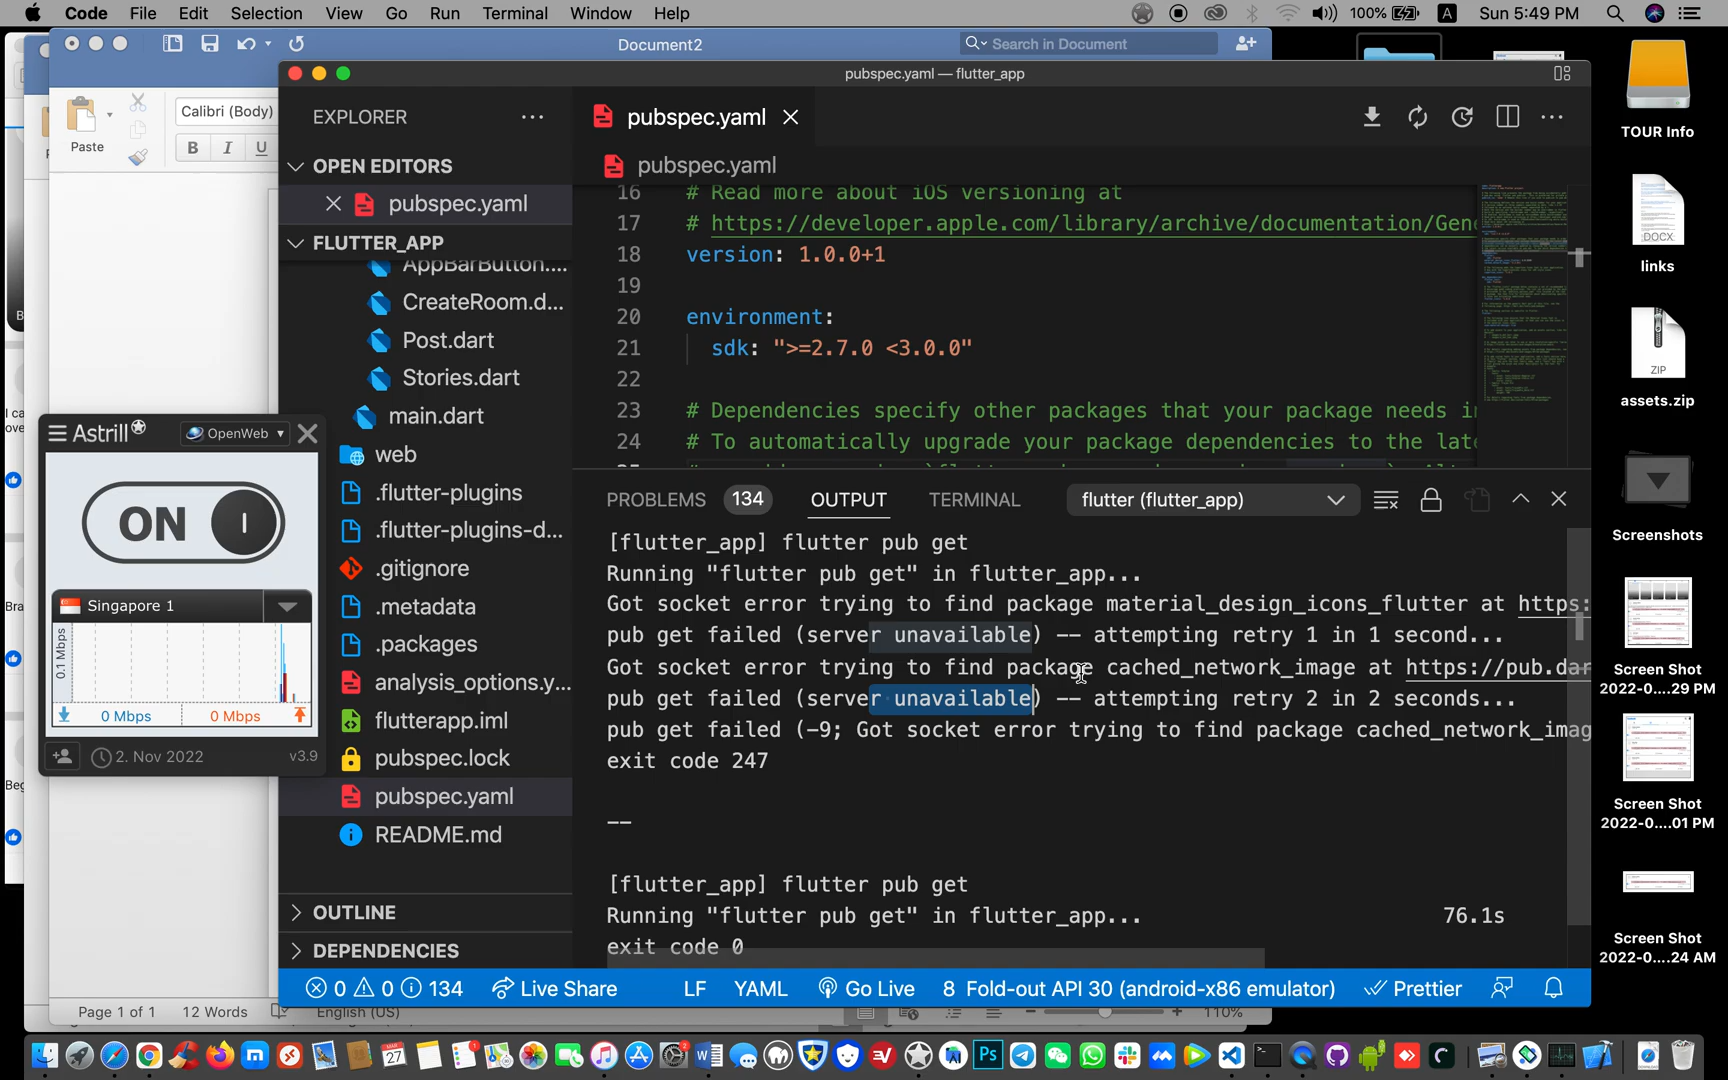 Code File Edit Selection View Go Run Terminal Window Help
100% A Sun 5:49 PM
Document2
Search in Document
Paste
Calibri (Body)
B I U
pubspec.yaml — flutter_app
EXPLORER
OPEN EDITORS
pubspec.yaml
FLUTTER_APP
AppBarButton....
CreateRoom.d...
Post.dart
Stories.dart
main.dart
web
.flutter-plugins
.flutter-plugins-d...
.gitignore
.metadata
.packages
analysis_options.y...
flutterapp.iml
pubspec.lock
pubspec.yaml
README.md
OUTLINE
DEPENDENCIES
pubspec.yaml
pubspec.yaml
16 # Read more about iOS versioning at
17 # https://developer.apple.com/library/archive/documentation/Gen
18 version: 1.0.0+1
19
20 environment:
21 sdk: ">=2.7.0 <3.0.0"
22
23 # Dependencies specify other packages that your package needs i
24 # To automatically upgrade your package dependencies to the late
PROBLEMS 134 OUTPUT TERMINAL flutter (flutter_app)
[flutter_app] flutter pub get
Running "flutter pub get" in flutter_app...
Got socket error trying to find package material_design_icons_flutter at https:
pub get failed (server unavailable) -- attempting retry 1 in 1 second...
Got socket error trying to find package cached_network_image at https://pub.dar
pub get failed (server unavailable) -- attempting retry 2 in 2 seconds...
pub get failed (-9; Got socket error trying to find package cached_network_imag
exit code 247
--
[flutter_app] flutter pub get
Running "flutter pub get" in flutter_app... 76.1s
exit code 0
0 0 134 Live Share LF YAML Go Live 8 Fold-out API 30 (android-x86 emulator) Prettier
Astrill OpenWeb
ON
Singapore 1
0.1 Mbps
0 Mbps 0 Mbps
2. Nov 2022 v3.9
Page 1 of 1 12 Words English (US) 110%
TOUR Info
DOCX
links
ZIP
assets.zip
Screenshots
Screen Shot
2022-0....29 PM
Screen Shot
2022-0....01 PM
Screen Shot
2022-0....24 AM
MAR
27
Ps